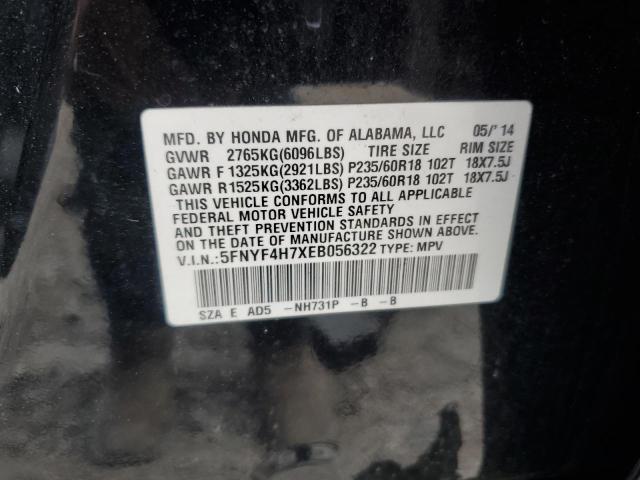 MFD. BY HONDA MFG. OF ALABAMA, LLC 05/'14
GVWR 2765KG(6096LBS) TIRE SIZE RIM SIZE
GAWR F 1325KG(2921LBS) P235/60R18 102T 18X7.5J
GAWR R 1525KG(3362LBS) P235/60R18 102T 18X7.5J
THIS VEHICLE CONFORMS TO ALL APPLICABLE
FEDERAL MOTOR VEHICLE SAFETY
AND THEFT PREVENTION STANDARDS IN EFFECT
ON THE DATE OF MANUFACTURE SHOWN ABOVE.
V.I.N.:5FNYF4H7XEB056322 TYPE: MPV
SZA E AD5 -NH731P -B -B